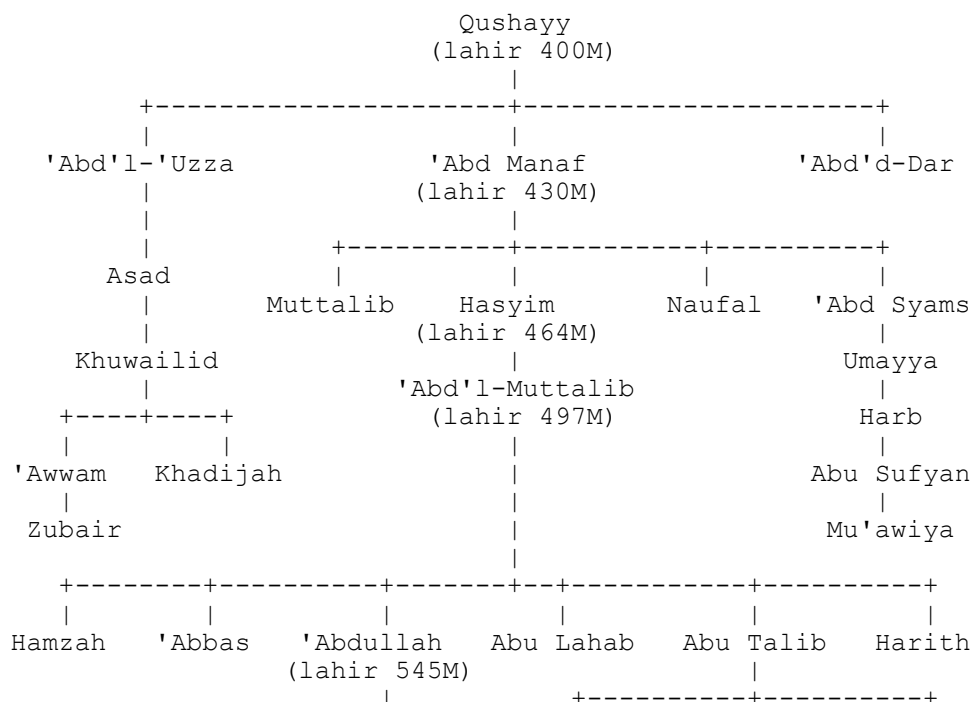 Qushayy
(lahir 400M)
|
+----------------------+----------------------+
| | |
'Abd'l-'Uzza 'Abd Manaf 'Abd'd-Dar
| (lahir 430M)
| |
| +-----------+-----------+----------+
Asad | | | |
| Muttalib Hasyim Naufal 'Abd Syams
| (lahir 464M) |
Khuwailid | Umayya
| 'Abd'l-Muttalib |
+----+----+ (lahir 497M) Harb
| | | |
'Awwam Khadijah | Abu Sufyan
| | |
Zubair | Mu'awiya
|
+--------+----------+-------+--+-----------+----------+
| | | | | |
Hamzah 'Abbas 'Abdullah Abu Lahab Abu Talib Harith
(lahir 545M) |
| +----------+----------+